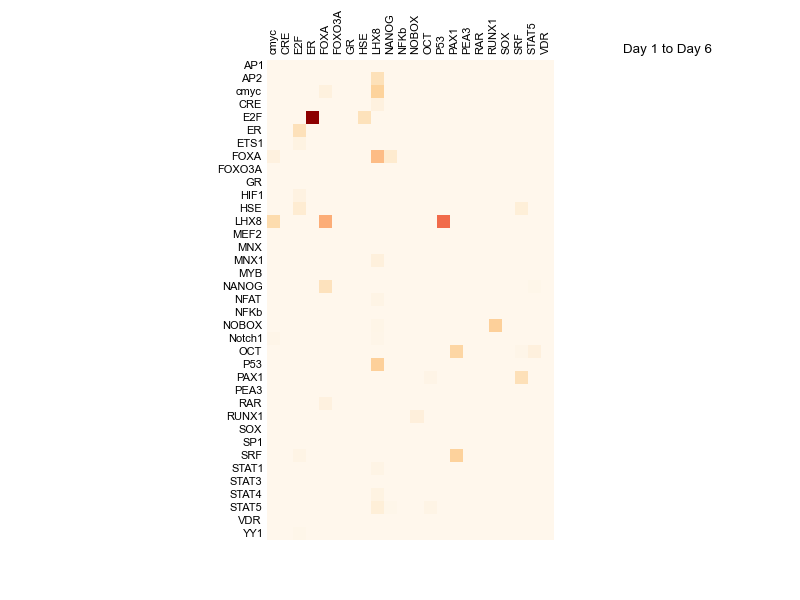 cmyc CRE E2F ER FOXA FOXO3A GR HSE LHX8 NANOG NFKb NOBOX OCT P53 PAX1 PEA3 RAR RUNX1 SOX SRF STAT5 VDR
Day 1 to Day 6
AP1
AP2
cmyc
CRE
E2F
ER
ETS1
FOXA
FOXO3A
GR
HIF1
HSE
LHX8
MEF2
MNX
MNX1
MYB
NANOG
NFAT
NFKb
NOBOX
Notch1
OCT
P53
PAX1
PEA3
RAR
RUNX1
SOX
SP1
SRF
STAT1
STAT3
STAT4
STAT5
VDR
YY1